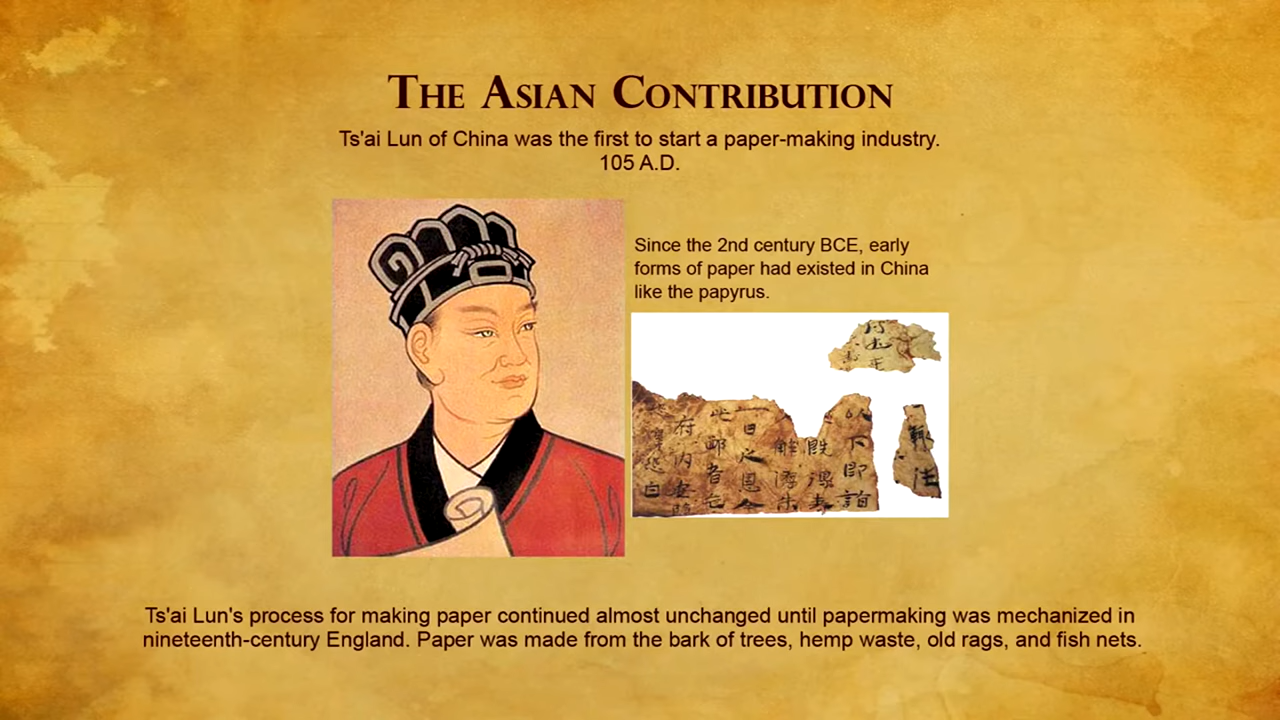 The Asian Contribution
Ts'ai Lun of China was the first to start a paper-making industry.
105 A.D.
Since the 2nd century BCE, early
forms of paper had existed in China
like the papyrus.
Ts'ai Lun's process for making paper continued almost unchanged until papermaking was mechanized in
nineteenth-century England. Paper was made from the bark of trees, hemp waste, old rags, and fish nets.